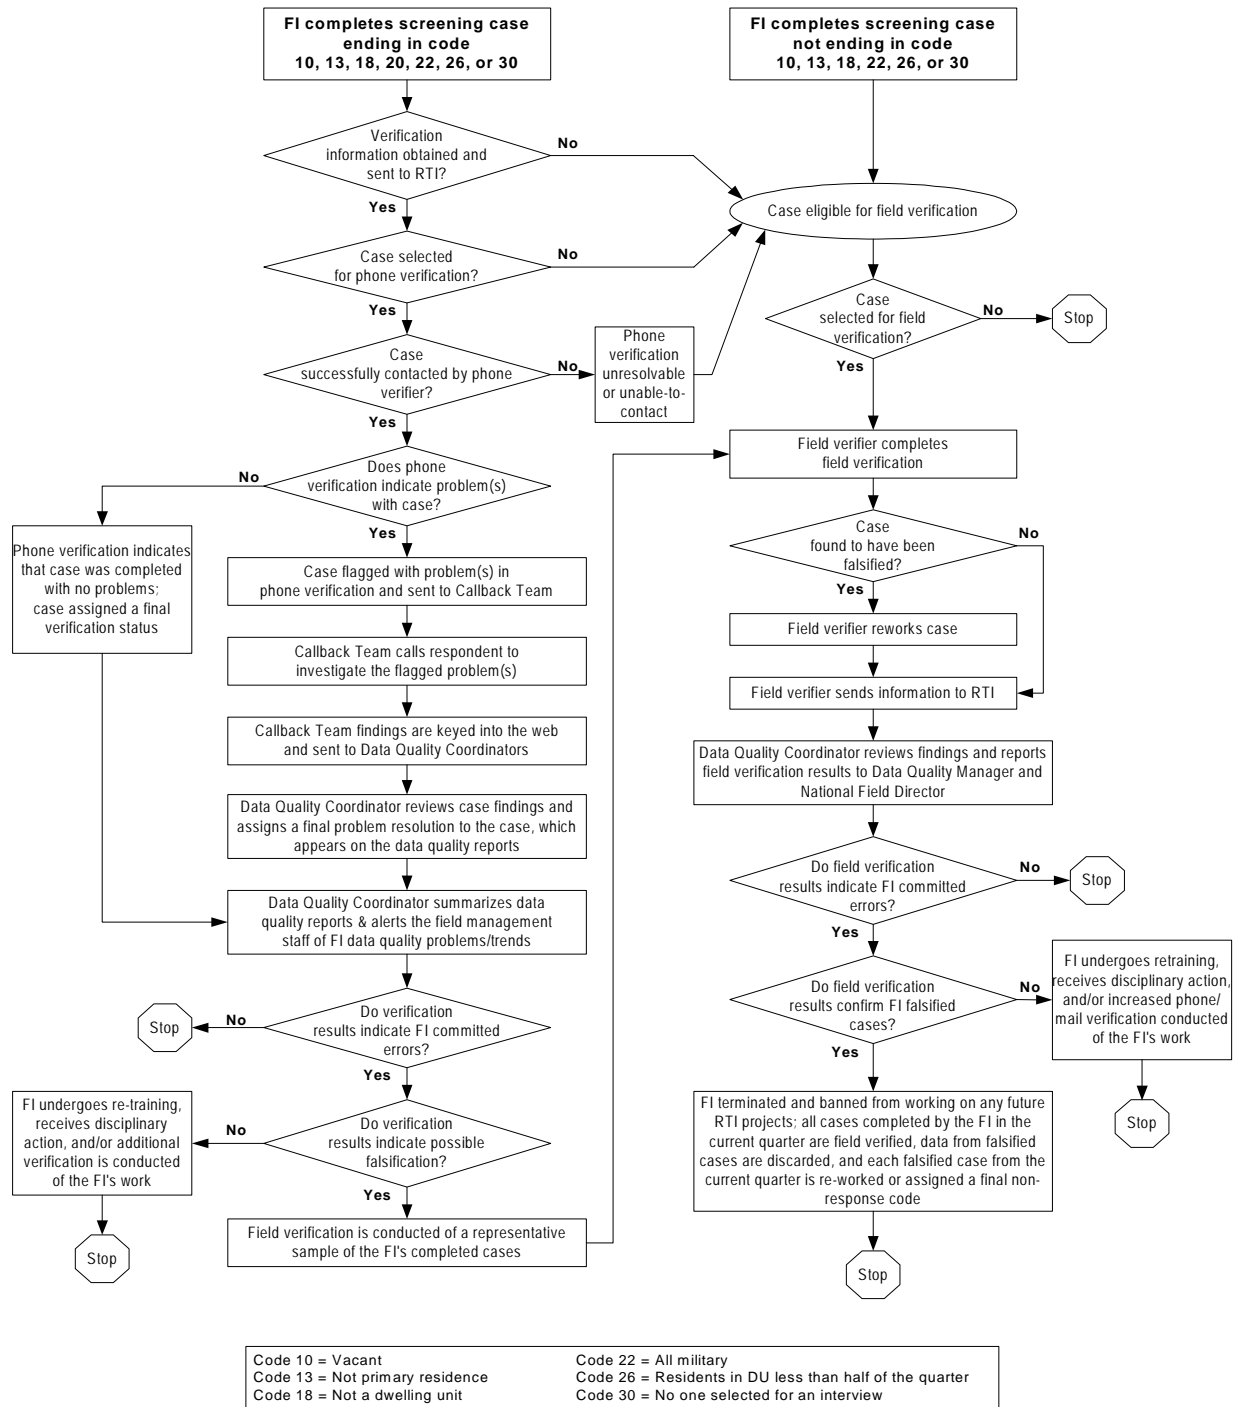 FI completes screening case
ending in code
10, 13, 18, 20, 22, 26, or 30
FI completes screening case
not ending in code
10, 13, 18, 22, 26, or 30
Verification
information obtained and
sent to RTI?
No
Yes
Case eligible for field verification
Case selected
for phone verification?
No
Yes
Case
selected for field
verification?
No
Stop
Yes
Case
successfully contacted by phone
verifier?
No
Phone
verification
unresolvable
or unable-to-
contact
Yes
Field verifier completes
field verification
Does phone
verification indicate problem(s)
with case?
No
Yes
Case
found to have been
falsified?
No
Yes
Phone verification indicates
that case was completed
with no problems;
case assigned a final
verification status
Case flagged with problem(s) in
phone verification and sent to Callback Team
Field verifier reworks case
Callback Team calls respondent to
investigate the flagged problem(s)
Field verifier sends information to RTI
Callback Team findings are keyed into the web
and sent to Data Quality Coordinators
Data Quality Coordinator reviews findings and reports
field verification results to Data Quality Manager and
National Field Director
Data Quality Coordinator reviews case findings and
assigns a final problem resolution to the case, which
appears on the data quality reports
Do field verification
results indicate FI committed
errors?
No
Stop
Yes
Data Quality Coordinator summarizes data
quality reports & alerts the field management
staff of FI data quality problems/trends
Do field verification
results confirm FI falsified
cases?
No
Yes
FI undergoes retraining,
receives disciplinary action,
and/or increased phone/
mail verification conducted
of the FI's work
Stop
Do verification
results indicate FI committed
errors?
No
Stop
Yes
FI undergoes re-training,
receives disciplinary
action, and/or additional
verification is conducted
of the FI's work
Stop
Do verification
results indicate possible
falsification?
No
Yes
FI terminated and banned from working on any future
RTI projects; all cases completed by the FI in the
current quarter are field verified, data from falsified
cases are discarded, and each falsified case from the
current quarter is re-worked or assigned a final non-
response code
Stop
Field verification is conducted of a representative
sample of the FI's completed cases
Code 10 = Vacant
Code 13 = Not primary residence
Code 18 = Not a dwelling unit
Code 22 = All military
Code 26 = Residents in DU less than half of the quarter
Code 30 = No one selected for an interview